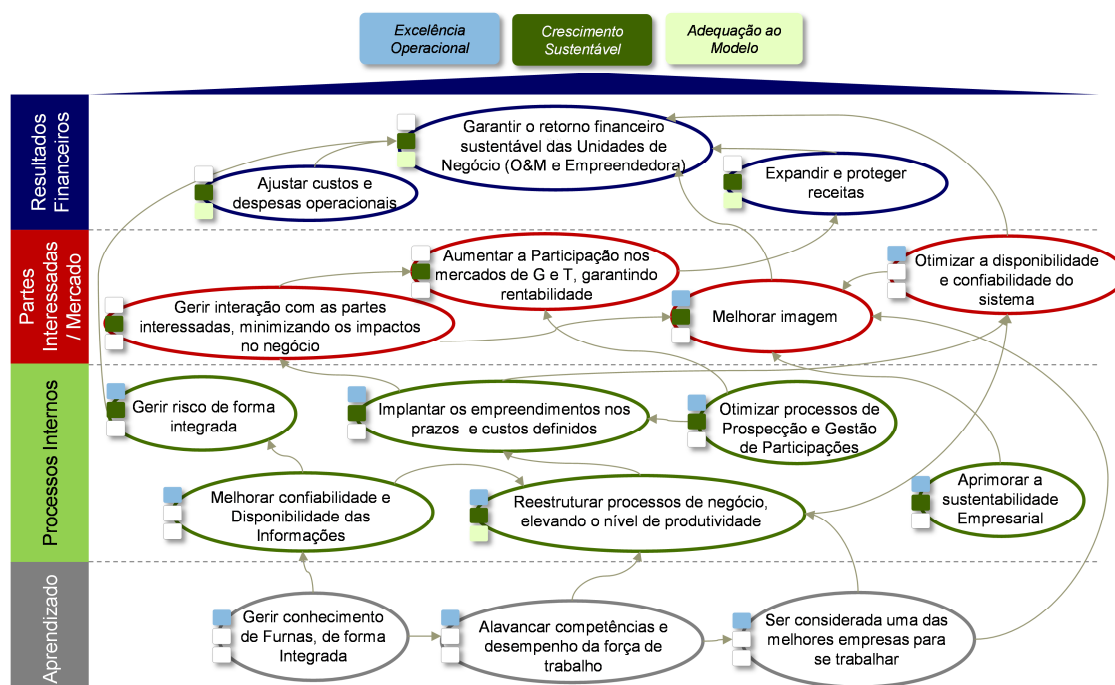 Excelência
Operacional
Crescimento
Sustentável
Adequação ao
Modelo
Resultados
Financeiros
Garantir o retorno financeiro
sustentável das Unidades de
Negócio (O&M e Empreendedora)
Ajustar custos e
despesas operacionais
Expandir e proteger
receitas
Partes
Interessadas
/ Mercado
Aumentar a Participação nos
mercados de G e T, garantindo
rentabilidade
Otimizar a disponibilidade
e confiabilidade do
sistema
Gerir interação com as partes
interessadas, minimizando os impactos
no negócio
Melhorar imagem
Processos Internos
Gerir risco de forma
integrada
Implantar os empreendimentos nos
prazos e custos definidos
Otimizar processos de
Prospecção e Gestão
de Participações
Melhorar confiabilidade e
Disponibilidade das
Informações
Reestruturar processos de negócio,
elevando o nível de produtividade
Aprimorar a
sustentabilidade
Empresarial
Aprendizado
Gerir conhecimento
de Furnas, de forma
Integrada
Alavancar competências e
desempenho da força de
trabalho
Ser considerada uma das
melhores empresas para
se trabalhar